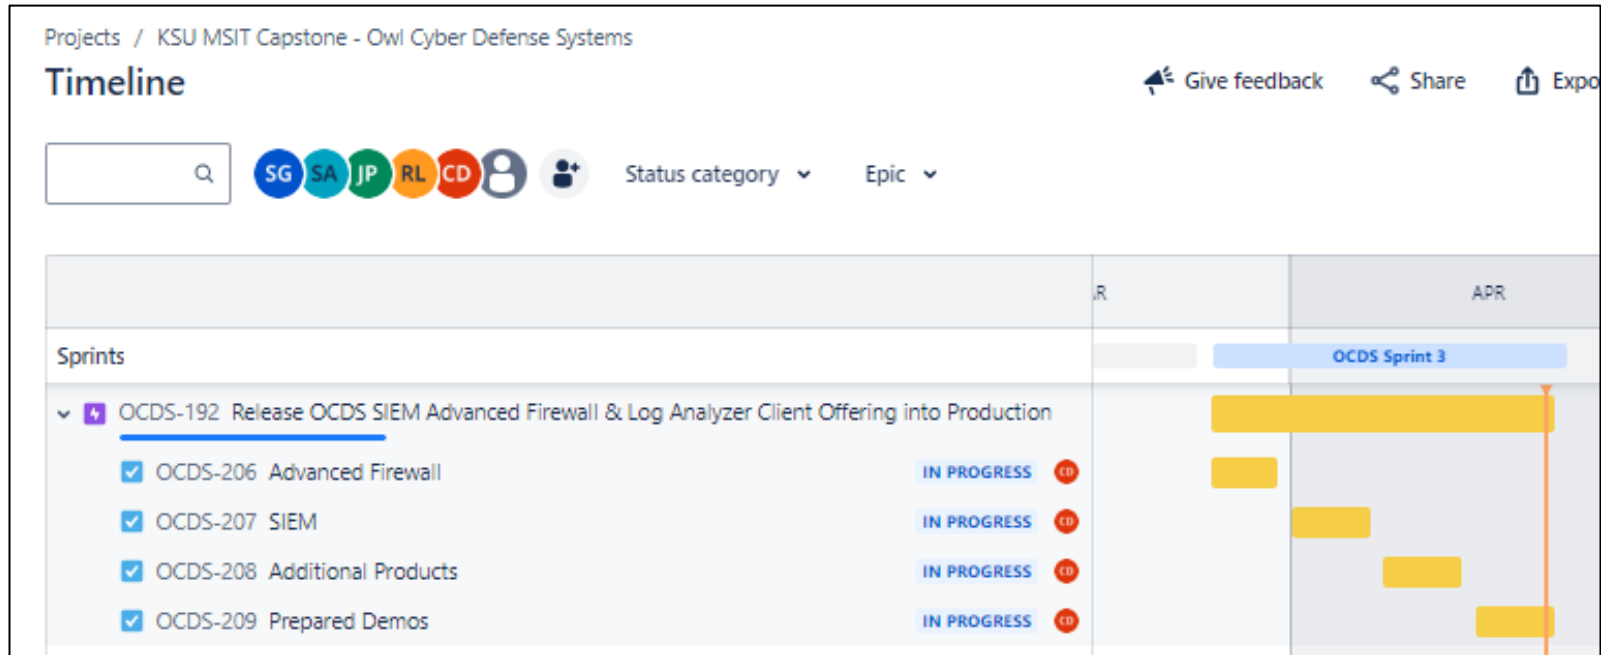 Projects / KSU MSIT Capstone - Owl Cyber Defense Systems
Timeline
Give feedback Share Expo
SG SA JP RL CD Status category Epic
AR APR
Sprints OCDS Sprint 3
OCDS-192 Release OCDS SIEM Advanced Firewall & Log Analyzer Client Offering into Production
OCDS-206 Advanced Firewall IN PROGRESS CD
OCDS-207 SIEM IN PROGRESS CD
OCDS-208 Additional Products IN PROGRESS CD
OCDS-209 Prepared Demos IN PROGRESS CD